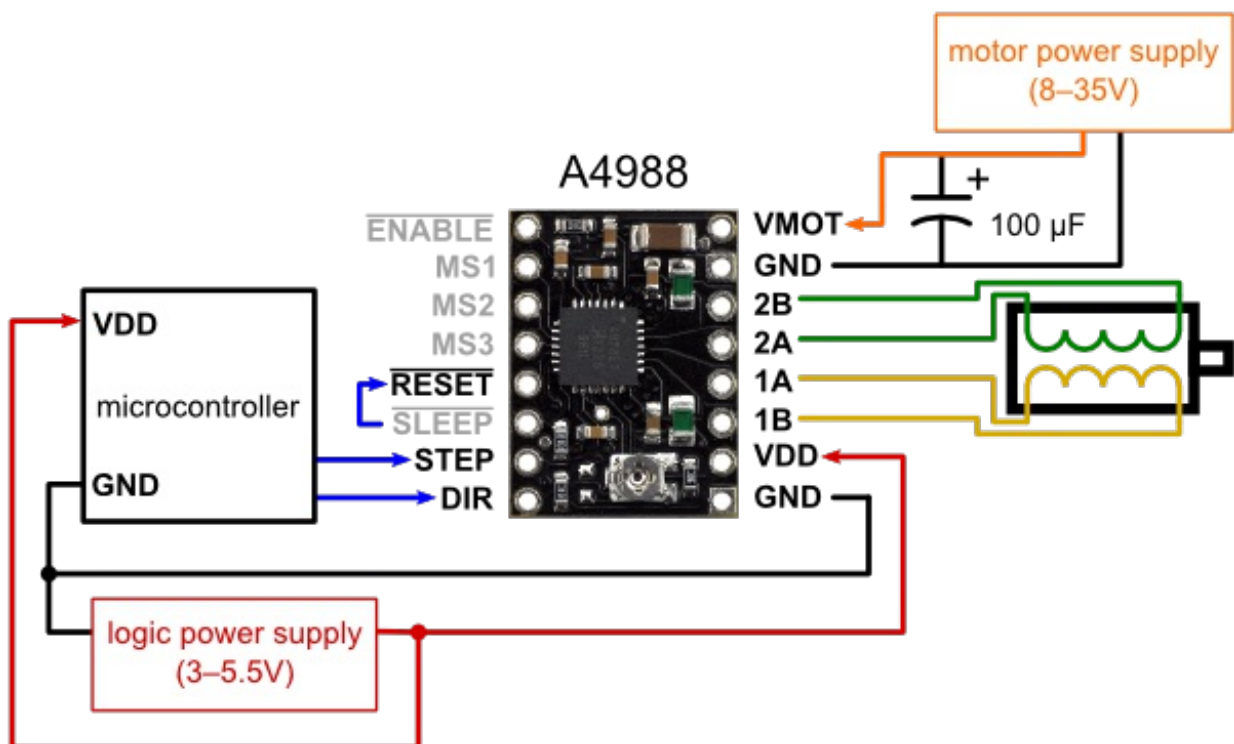 motor power supply
(8–35V)
A4988
+
100 µF
ENABLE
MS1
MS2
MS3
RESET
SLEEP
STEP
DIR
VMOT
GND
2B
2A
1A
1B
VDD
GND
VDD
microcontroller
GND
logic power supply
(3–5.5V)